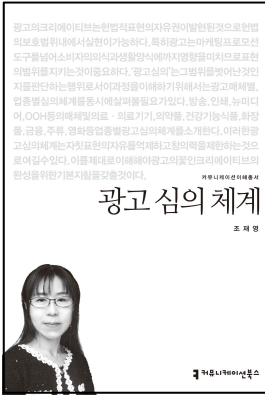 광고의크리에이티브는헌법적표현의자유권이발현된것으로헌법
의보호범위내에서실현이가능하다. 특히광고는마케팅프로모션
도구를넘어소비자의의식과생활양식에까지영향을미치므로표현
의범위를지키는것이중요하다. '광고심의'는그범위를벗어난것인
지를판단하는행위로서이과정을이해하기위해서는광고매체별,
업종별심의체계를동시에살펴볼필요가있다. 방송, 인쇄, 뉴미디
어, OOH등의매체및의료·의료기기, 의약품, 건강기능식품, 화장
품, 금융, 주류, 영화등업종별광고심의체계를소개한다. 이러한광
고심의체계는자칫표현의자유를억제하고창의력을제한하는것으
로여길수있다. 이를제대로이해해야광고의꽃인크리에이티브의
완성을위한기본자질을갖출것이다.
커뮤니케이션이해총서
광고 심의 체계
조재영
커뮤니케이션북스